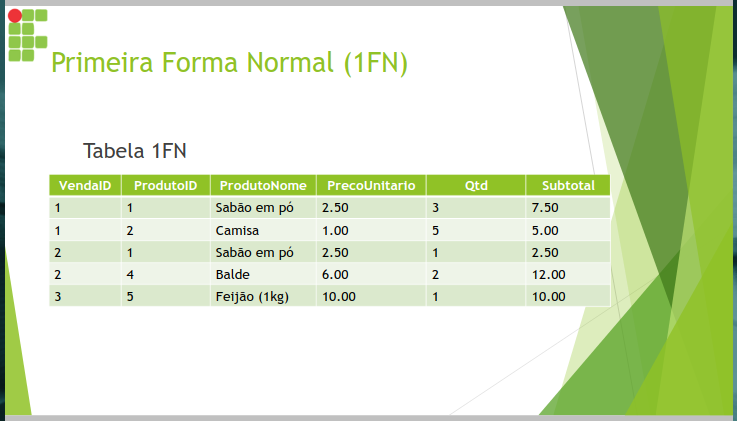 Primeira Forma Normal (1FN)
Tabela 1FN
VendaID ProdutoID ProdutoNome PrecoUnitario Qtd Subtotal
1 1 Sabão em pó 2.50 3 7.50
1 2 Camisa 1.00 5 5.00
2 1 Sabão em pó 2.50 1 2.50
2 4 Balde 6.00 2 12.00
3 5 Feijão (1kg) 10.00 1 10.00